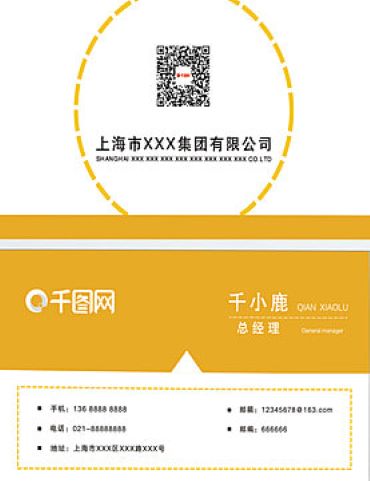 上海市XXX集团有限公司
SHANGHAI XXX XXX XXX XXX XXX XXX XXX XXX CO.LTD
千图网
千小鹿 QIAN XIAOLU
总经理 General manager
手机：136 8888 8888
邮箱：12345678@163.com
电话：021-88888888
邮编：666666
地址：上海市XXX区XXX路XXX号